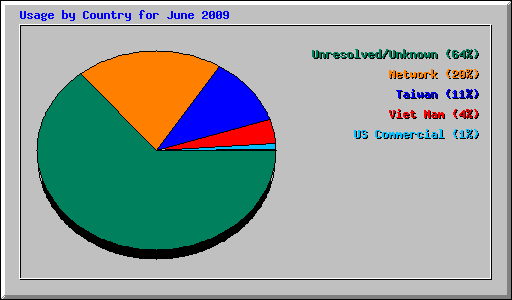 Usage by Country for June 2009
Unresolved/Unknown (64%)
Network (20%)
Taiwan (11%)
Viet Nam (4%)
US Commercial (1%)